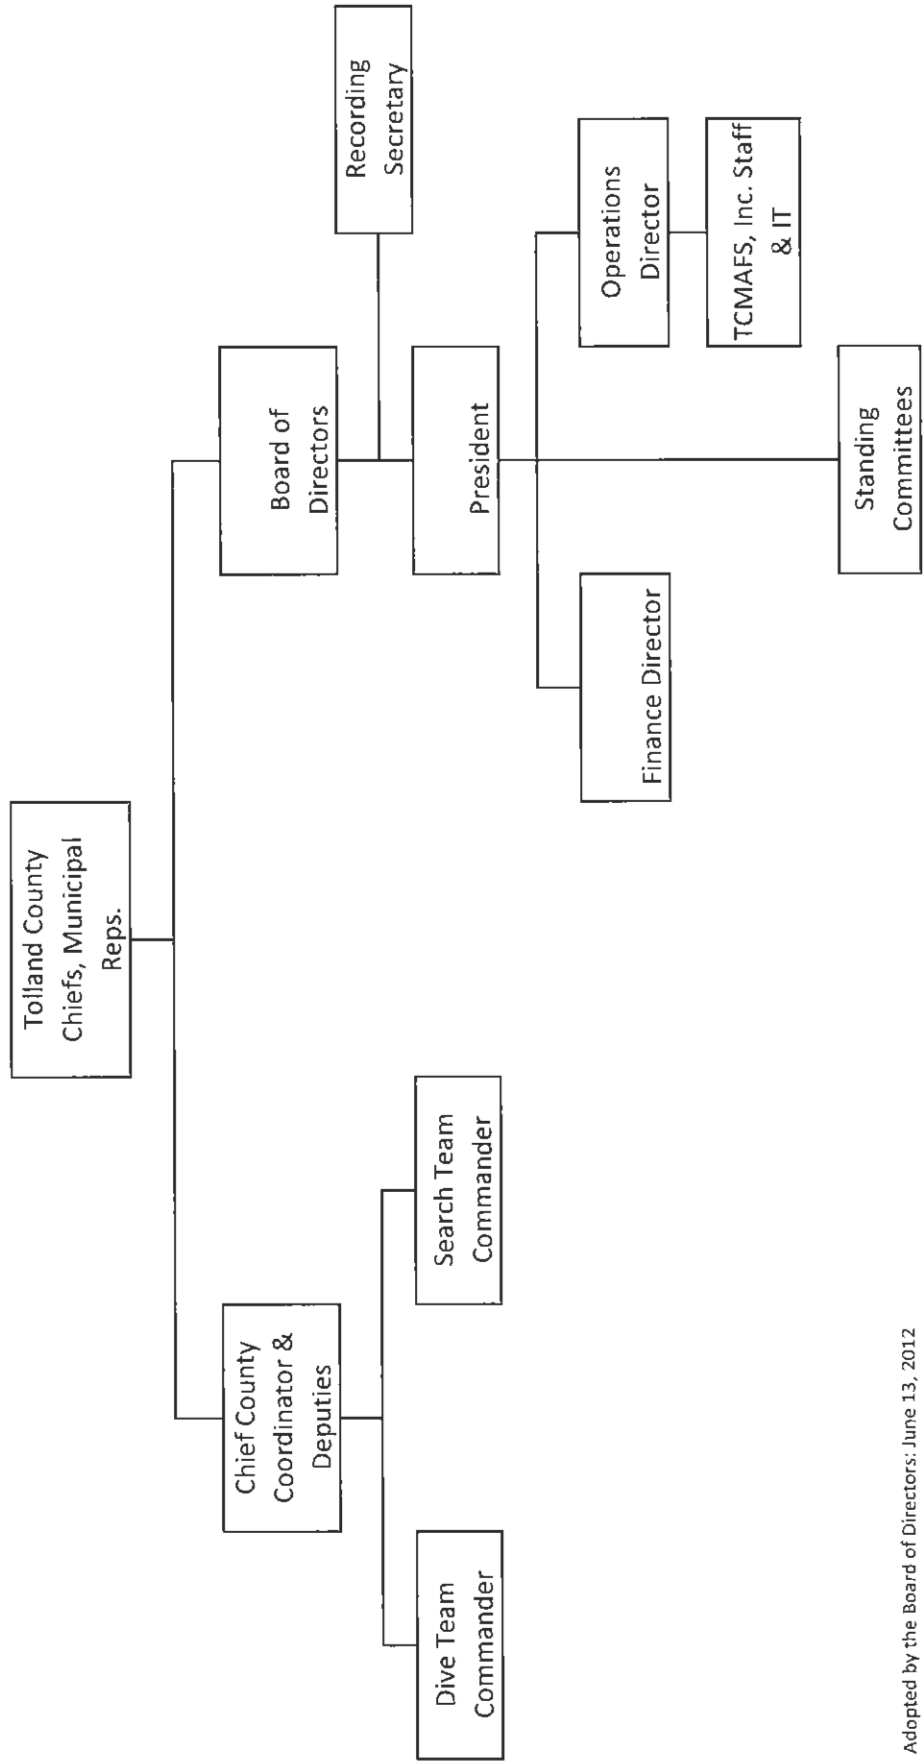 Tolland County
Chiefs, Municipal
Reps.
Chief County
Coordinator &
Deputies
Board of
Directors
Recording
Secretary
Dive Team
Commander
Search Team
Commander
President
Finance Director
Operations
Director
TCMAFS, Inc. Staff
& IT
Standing
Committees
Adopted by the Board of Directors: June 13, 2012